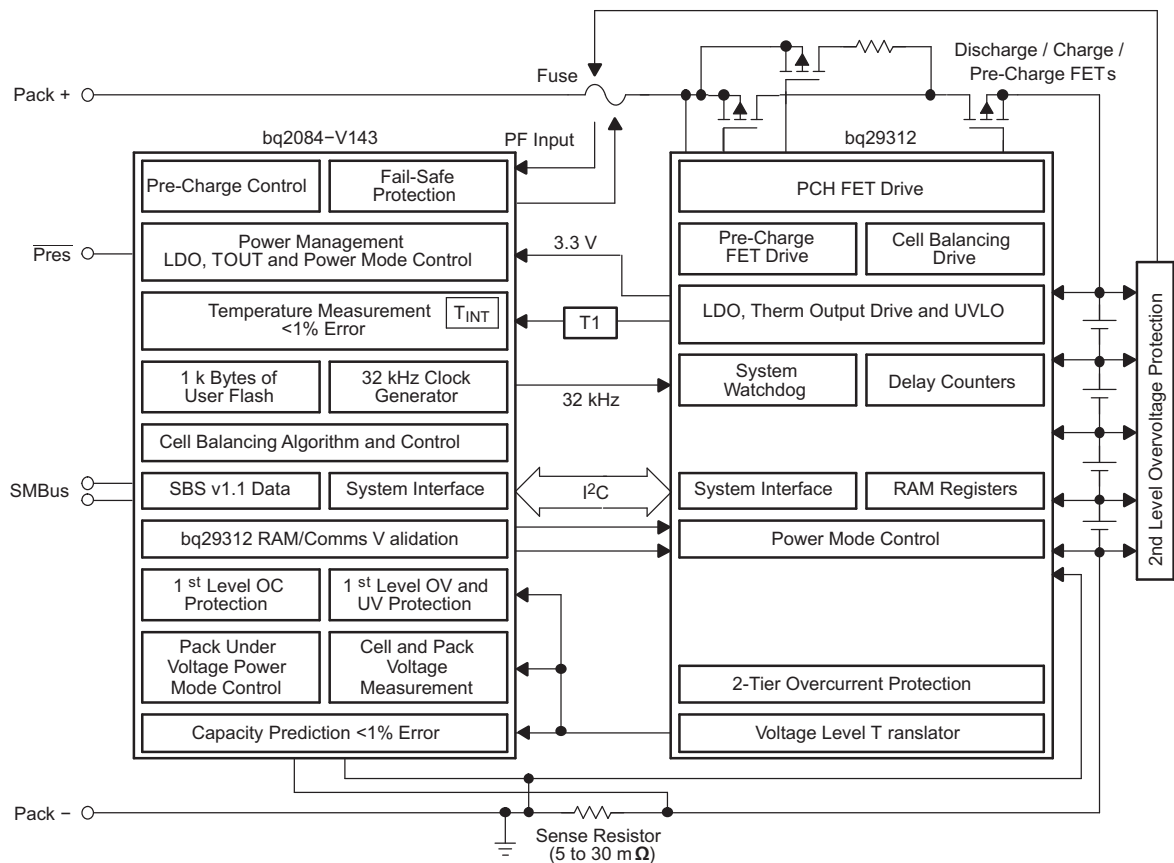 Discharge / Charge /
Pre-Charge FETs
Fuse
Pack +
bq2084−V143
PF Input
bq29312
Pre-Charge Control
Fail-Safe
Protection
PCH FET Drive
Pres
Power Management
LDO, TOUT and Power Mode Control
3.3 V
Pre-Charge
FET Drive
Cell Balancing
Drive
Temperature Measurement
<1% Error
TINT
T1
LDO, Therm Output Drive and UVLO
1 k Bytes of
User Flash
32 kHz Clock
Generator
32 kHz
System
Watchdog
Delay Counters
2nd Level Overvoltage Protection
Cell Balancing Algorithm and Control
SMBus
SBS v1.1 Data
System Interface
I2C
System Interface
RAM Registers
bq29312 RAM/Comms V alidation
Power Mode Control
1 st Level OC
Protection
1 st Level OV and
UV Protection
Pack Under
Voltage Power
Mode Control
Cell and Pack
Voltage
Measurement
2-Tier Overcurrent Protection
Capacity Prediction <1% Error
Voltage Level T ranslator
Pack −
Sense Resistor
(5 to 30 m Ω)